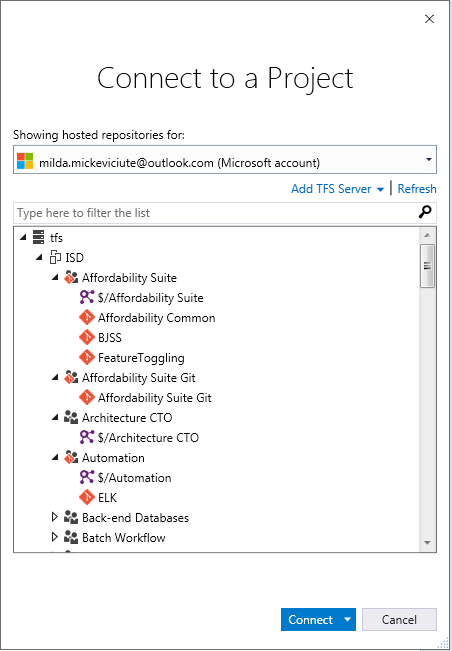 Connect to a Project
Showing hosted repositories for:
milda.mickeviciute@outlook.com (Microsoft account)
Add TFS Server | Refresh
Type here to filter the list
tfs
ISD
Affordability Suite
$/Affordability Suite
Affordability Common
BJSS
FeatureToggling
Affordability Suite Git
Affordability Suite Git
Architecture CTO
$/Architecture CTO
Automation
$/Automation
ELK
Back-end Databases
Batch Workflow
Connect Cancel